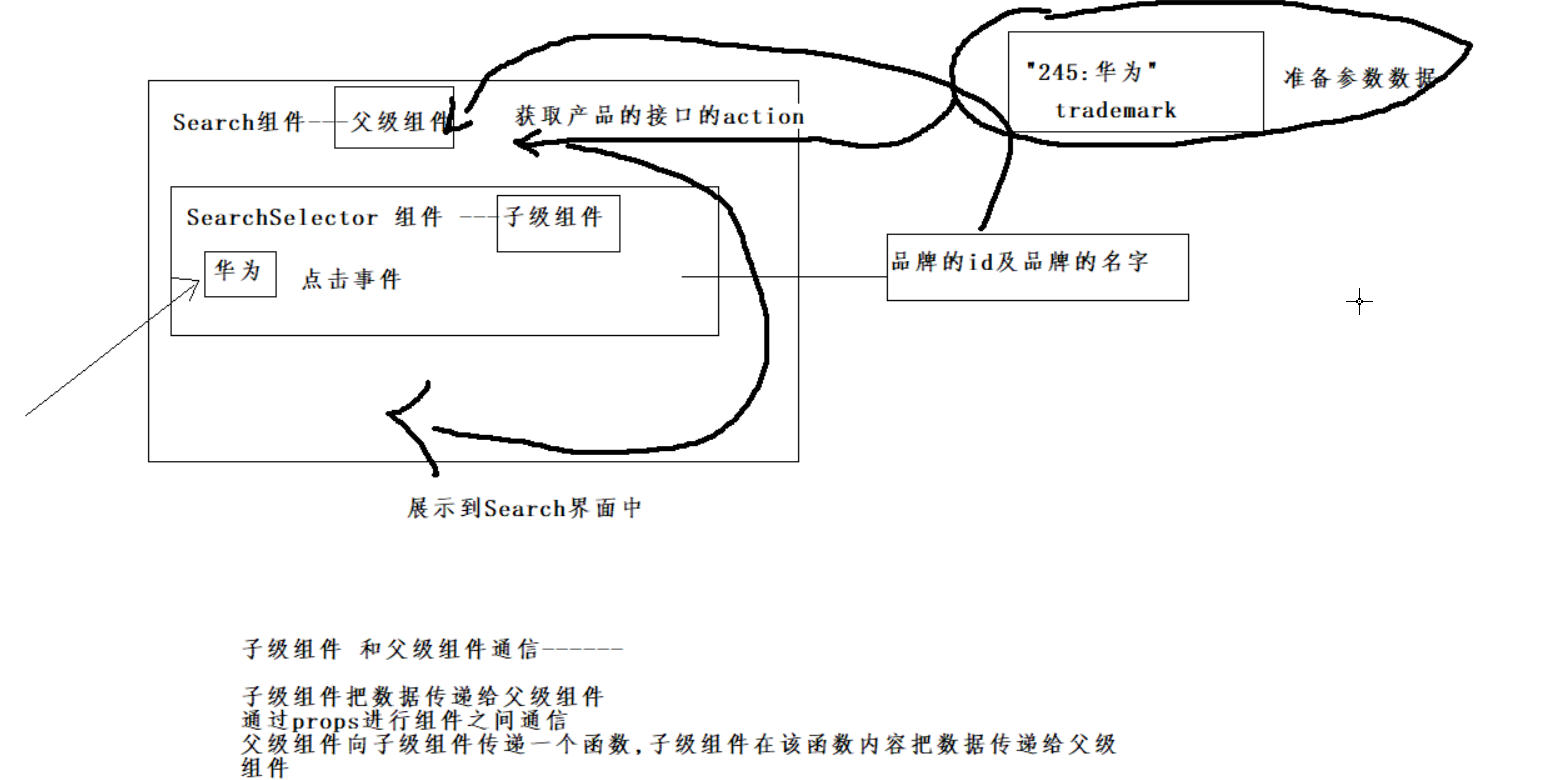 "245:华为"
trademark
准备参数数据
Search组件---父级组件
获取产品的接口的action
SearchSelector 组件 ---子级组件
华为
点击事件
品牌的id及品牌的名字
展示到Search界面中
子级组件 和父级组件通信------
子级组件把数据传递给父级组件
通过props进行组件之间通信
父级组件向子级组件传递一个函数,子级组件在该函数内容把数据传递给父级
组件